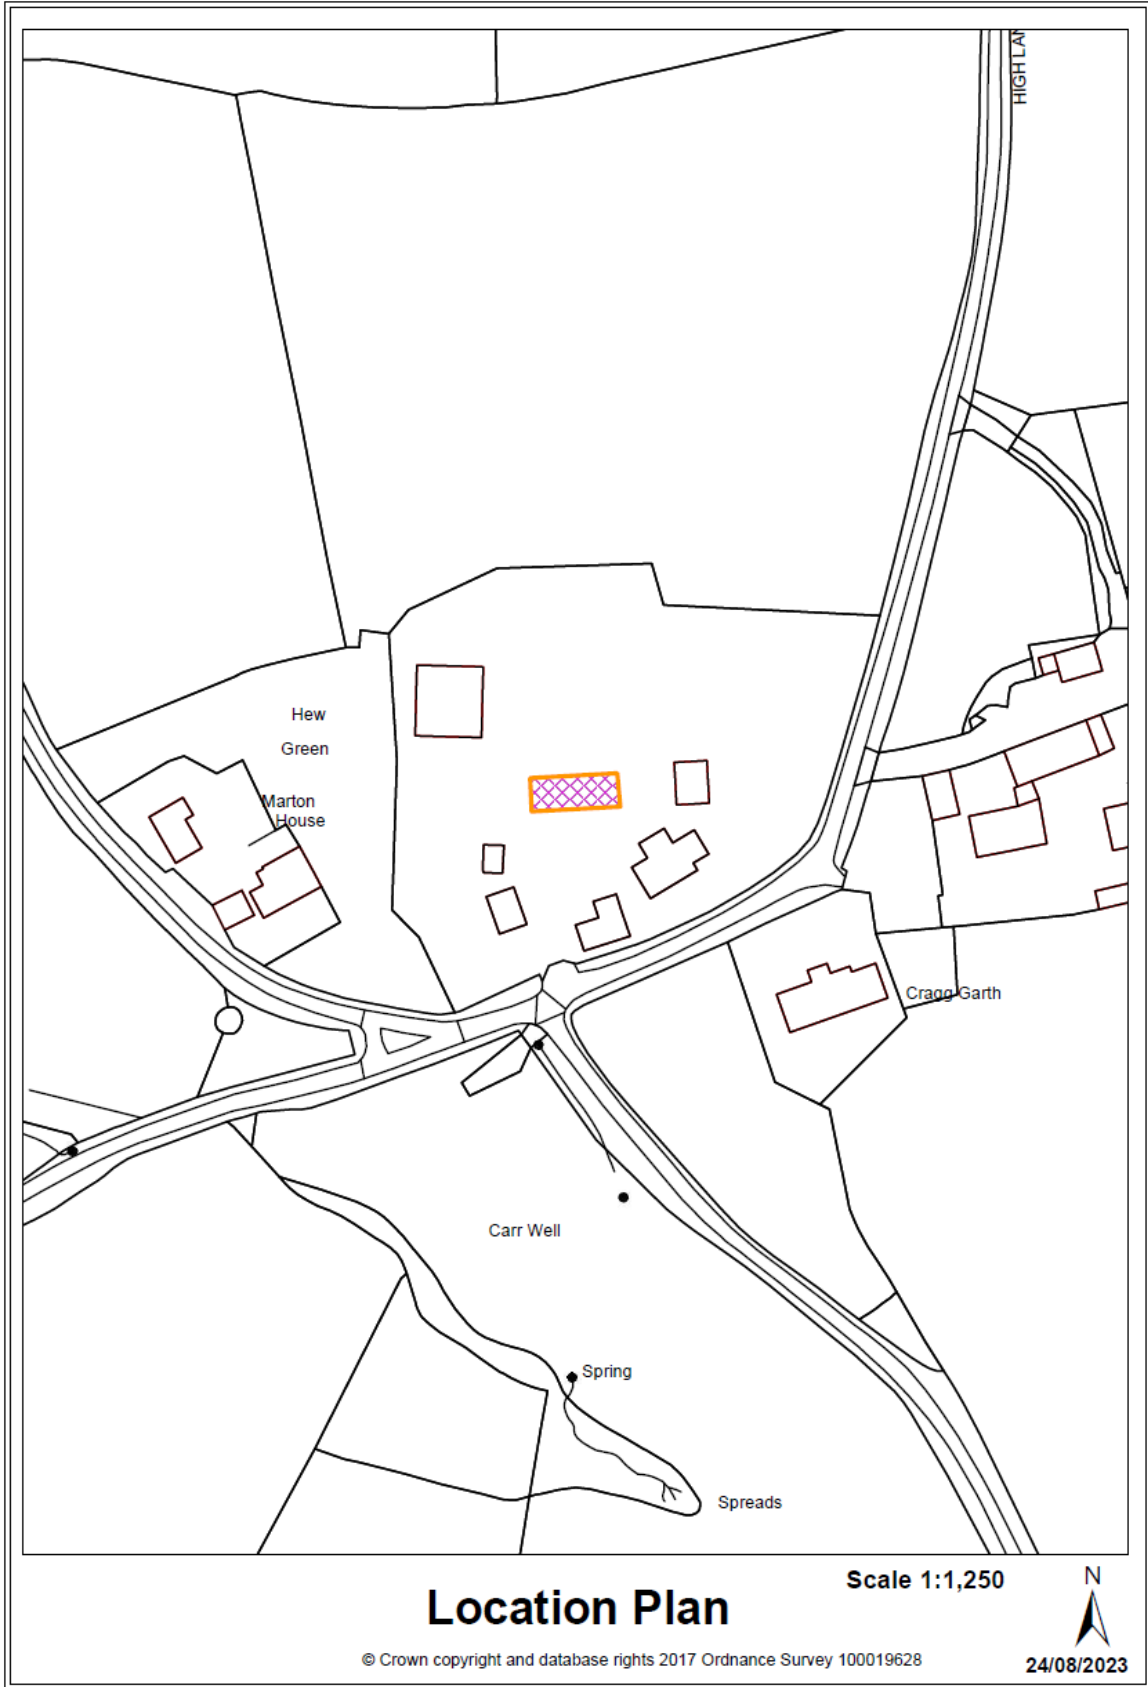 HIGH LAN
Hew
Green
Marton
House
Cragg Garth
Carr Well
Spring
Spreads
Scale 1:1,250
N
Location Plan
© Crown copyright and database rights 2017 Ordnance Survey 100019628
24/08/2023